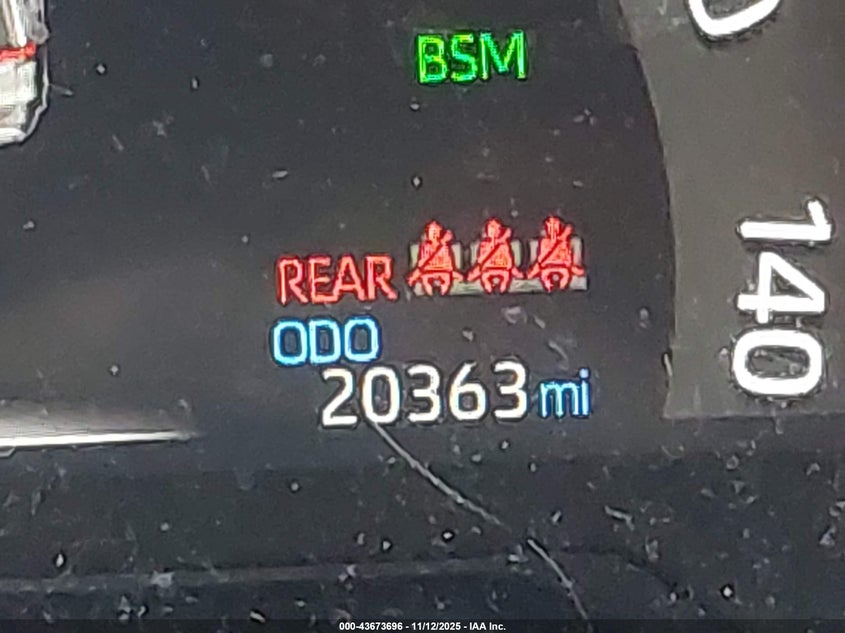 BSM
REAR
ODO
20363 mi
140
000-43673696 - 11/12/2025 - IAA Inc.